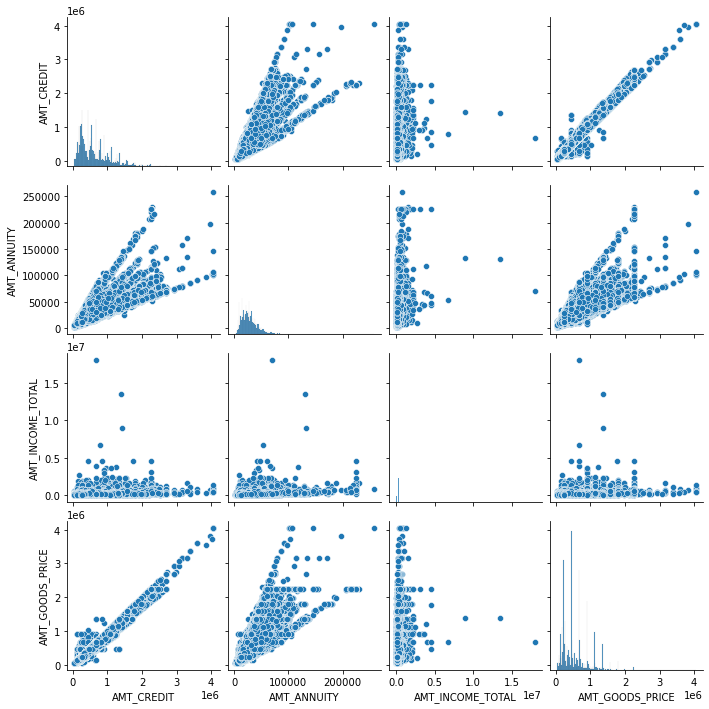 1e6
4
3
2
1
0
AMT_CREDIT
250000
200000
150000
100000
50000
0
AMT_ANNUITY
1e7
1.5
1.0
0.5
0.0
AMT_INCOME_TOTAL
1e6
4
3
2
1
0
AMT_GOODS_PRICE
0 1 2 3 4
1e6
AMT_CREDIT
0 100000 200000
AMT_ANNUITY
0.0 0.5 1.0 1.5
1e7
AMT_INCOME_TOTAL
0 1 2 3 4
1e6
AMT_GOODS_PRICE